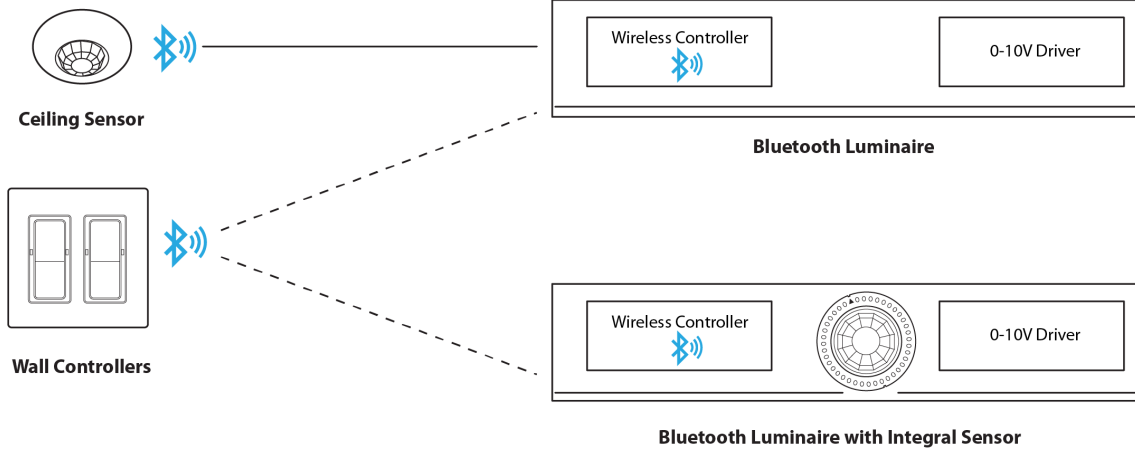 Wireless Controller
0-10V Driver
Ceiling Sensor
Bluetooth Luminaire
Wireless Controller
0-10V Driver
Wall Controllers
Bluetooth Luminaire with Integral Sensor